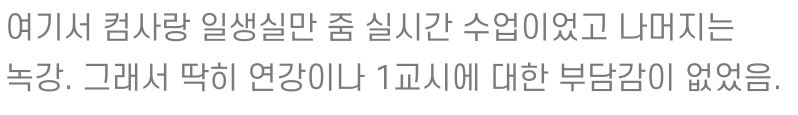 여기서 컴사랑 일생실만 줌 실시간 수업이었고 나머지는
녹강. 그래서 딱히 연강이나 1교시에 대한 부담감이 없었음.